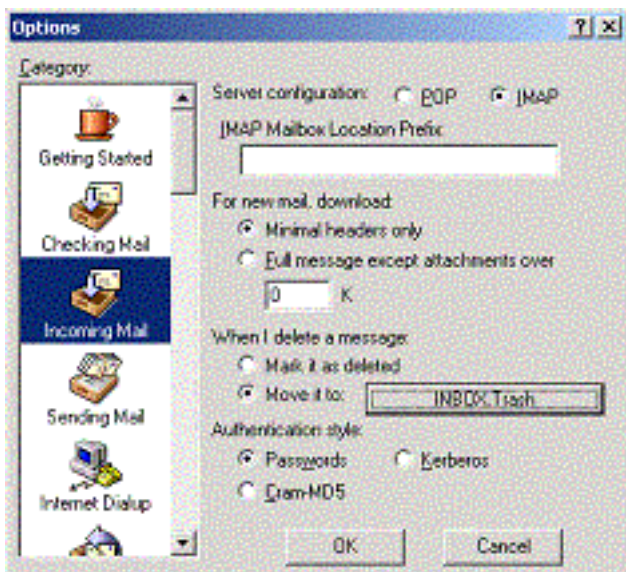 Options
Category:
Getting Started
Checking Mail
Incoming Mail
Sending Mail
Internet Dialup
Server configuration: POP IMAP
IMAP Mailbox Location Prefix:
For new mail, download:
Minimal headers only
Full message except attachments over
0 K
When I delete a message:
Mark it as deleted
Move it to: INBOX.Trash
Authentication style:
Passwords Kerberos
Cram-MD5
OK Cancel